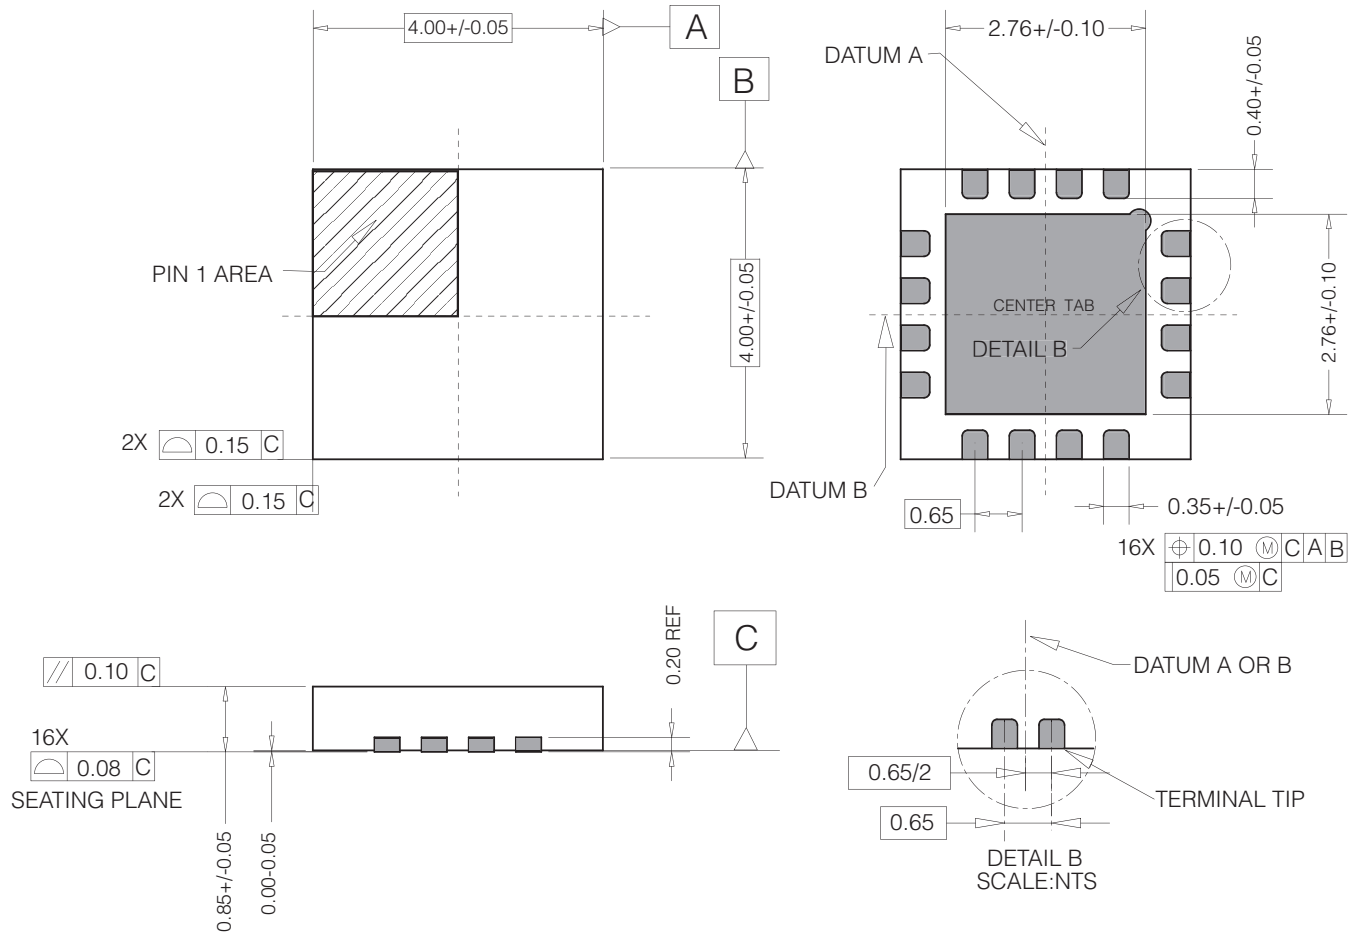 4.00+/-0.05
A
B
PIN 1 AREA
4.00+/-0.05
2X 0.15 C
2X 0.15 C
2.76+/-0.10
DATUM A
0.40+/-0.05
CENTER TAB
DETAIL B
2.76+/-0.10
DATUM B
0.65
0.35+/-0.05
16X ⌖ 0.10 Ⓜ C A B
0.05 Ⓜ C
// 0.10 C
16X
0.08 C
SEATING PLANE
0.85+/-0.05
0.00-0.05
0.20 REF
C
DATUM A OR B
0.65/2
TERMINAL TIP
0.65
DETAIL B
SCALE:NTS